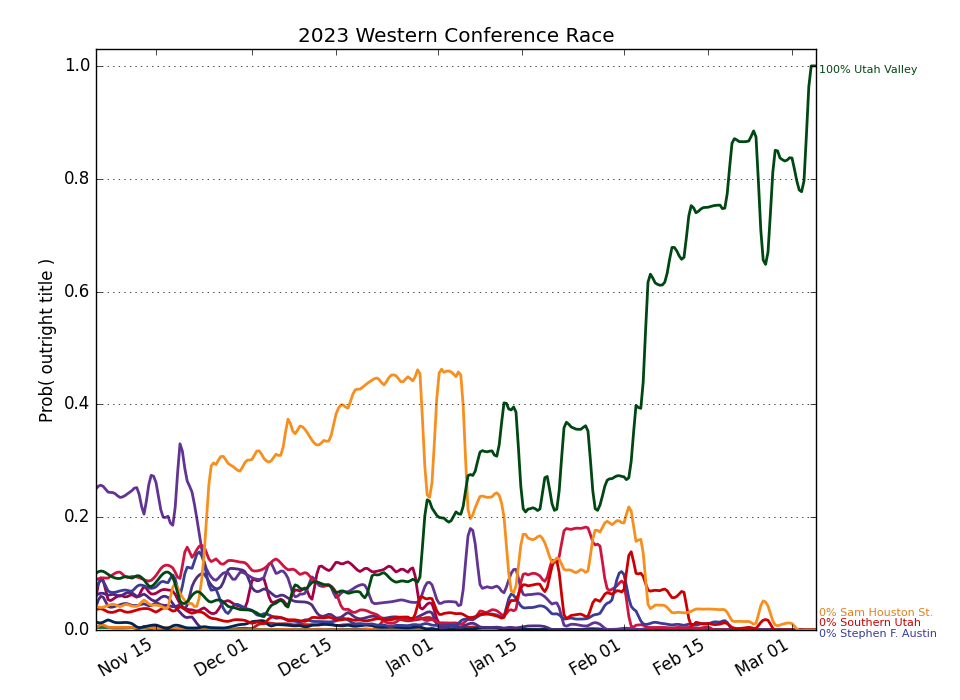 2023 Western Conference Race
Prob( outright title )
1.0
0.8
0.6
0.4
0.2
0.0
Nov 15
Dec 01
Dec 15
Jan 01
Jan 15
Feb 01
Feb 15
Mar 01
100% Utah Valley
0% Sam Houston St.
0% Southern Utah
0% Stephen F. Austin